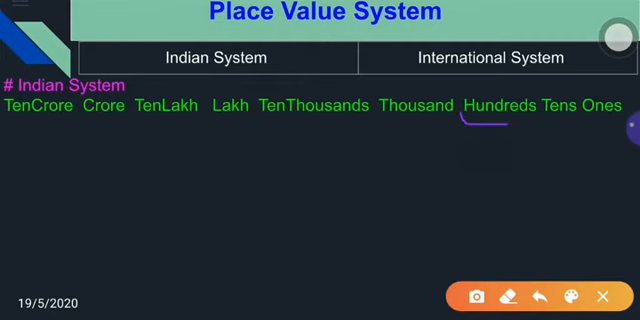 Place Value System
Indian System International System
# Indian System
TenCrore Crore TenLakh Lakh TenThousands Thousand Hundreds Tens Ones
19/5/2020